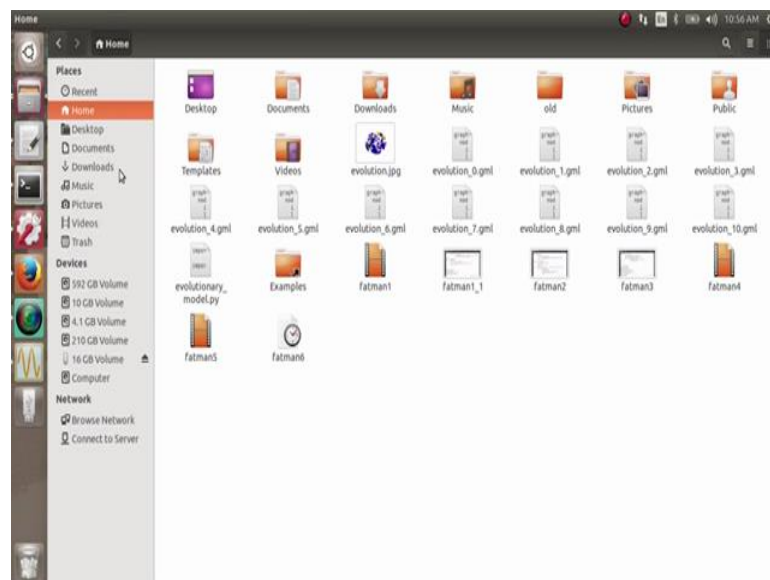 Home
En
10:56 AM
Home
Places
Recent
Home
Desktop
Documents
Downloads
Music
Pictures
Videos
Trash
Devices
592 GB Volume
10 GB Volume
4.1 GB Volume
210 GB Volume
16 GB Volume
Computer
Network
Browse Network
Connect to Server
Desktop Documents Downloads Music old Pictures Public
Templates Videos evolution.jpg evolution_0.gml evolution_1.gml evolution_2.gml evolution_3.gml
evolution_4.gml evolution_5.gml evolution_6.gml evolution_7.gml evolution_8.gml evolution_9.gml evolution_10.gml
evolutionary_
model.py
Examples fatman1 fatman1_1 fatman2 fatman3 fatman4
fatman5 fatman6